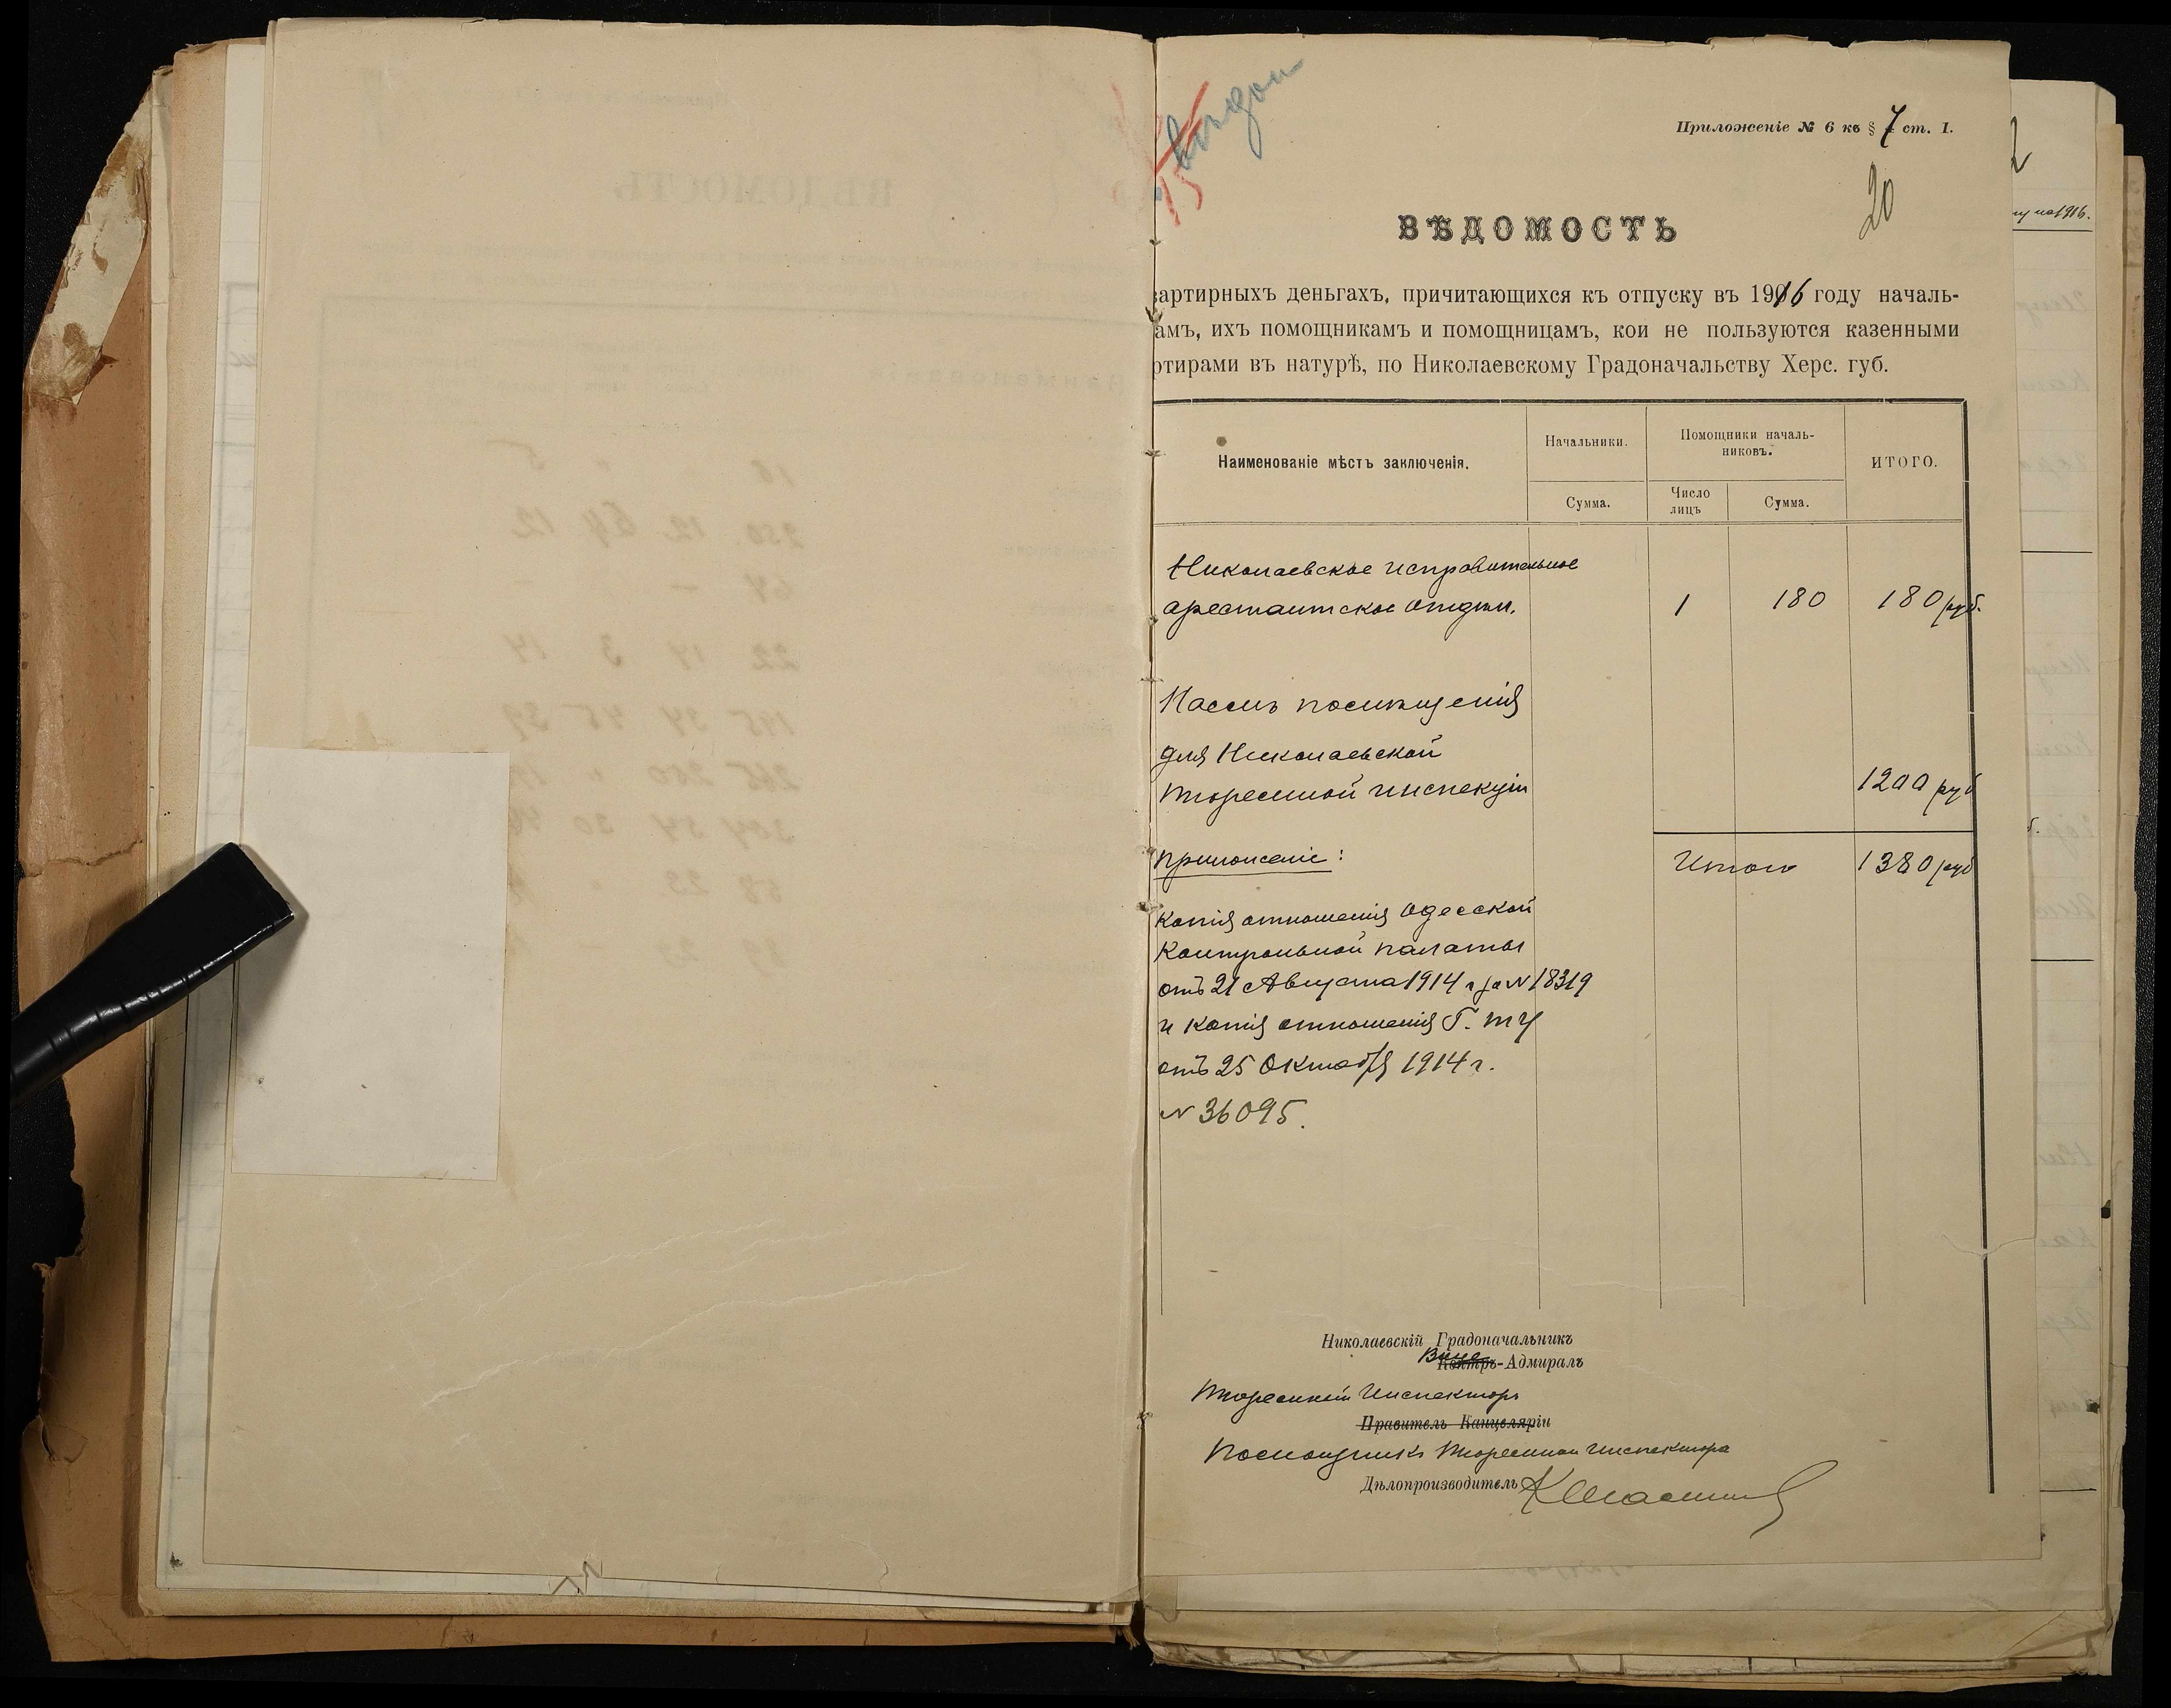 Приложеніе № 6 къ § 7 ст. 1.
20
ВѢДОМОСТЬ
артирныхъ деньгахъ, причитающихся къ отпуску въ 1916 году началь-
амъ, ихъ помощникамъ и помощницамъ, кои не пользуются казенными
ртирами въ натурѣ, по Николаевскому Градоначальству Херс. губ.
Наименованіе мѣстъ заключенія.
Начальники.
Помощники началь-
никовъ.
ИТОГО.
Сумма.
Число
лицъ
Сумма.
Николаевское исправительное
арестантское отдѣл. 1 180 180 руб.
Наемъ помѣщенія
для Николаевской
тюремной инспекціи 1200 руб
Итого 1380 руб
приложеніе:
Копія отношенія Одесской
Контрольной палаты
отъ 21 Августа 1914 г за № 18319
и копія отношенія Г. Т У
отъ 25 Октября 1914 г.
№ 36095.
Николаевскій Градоначальникъ
Вице
Контръ-Адмиралъ
Тюремный Инспекторъ
Правитель Канцеляріи
Помощникъ Тюремнаго Инспектора
Дѣлопроизводитель